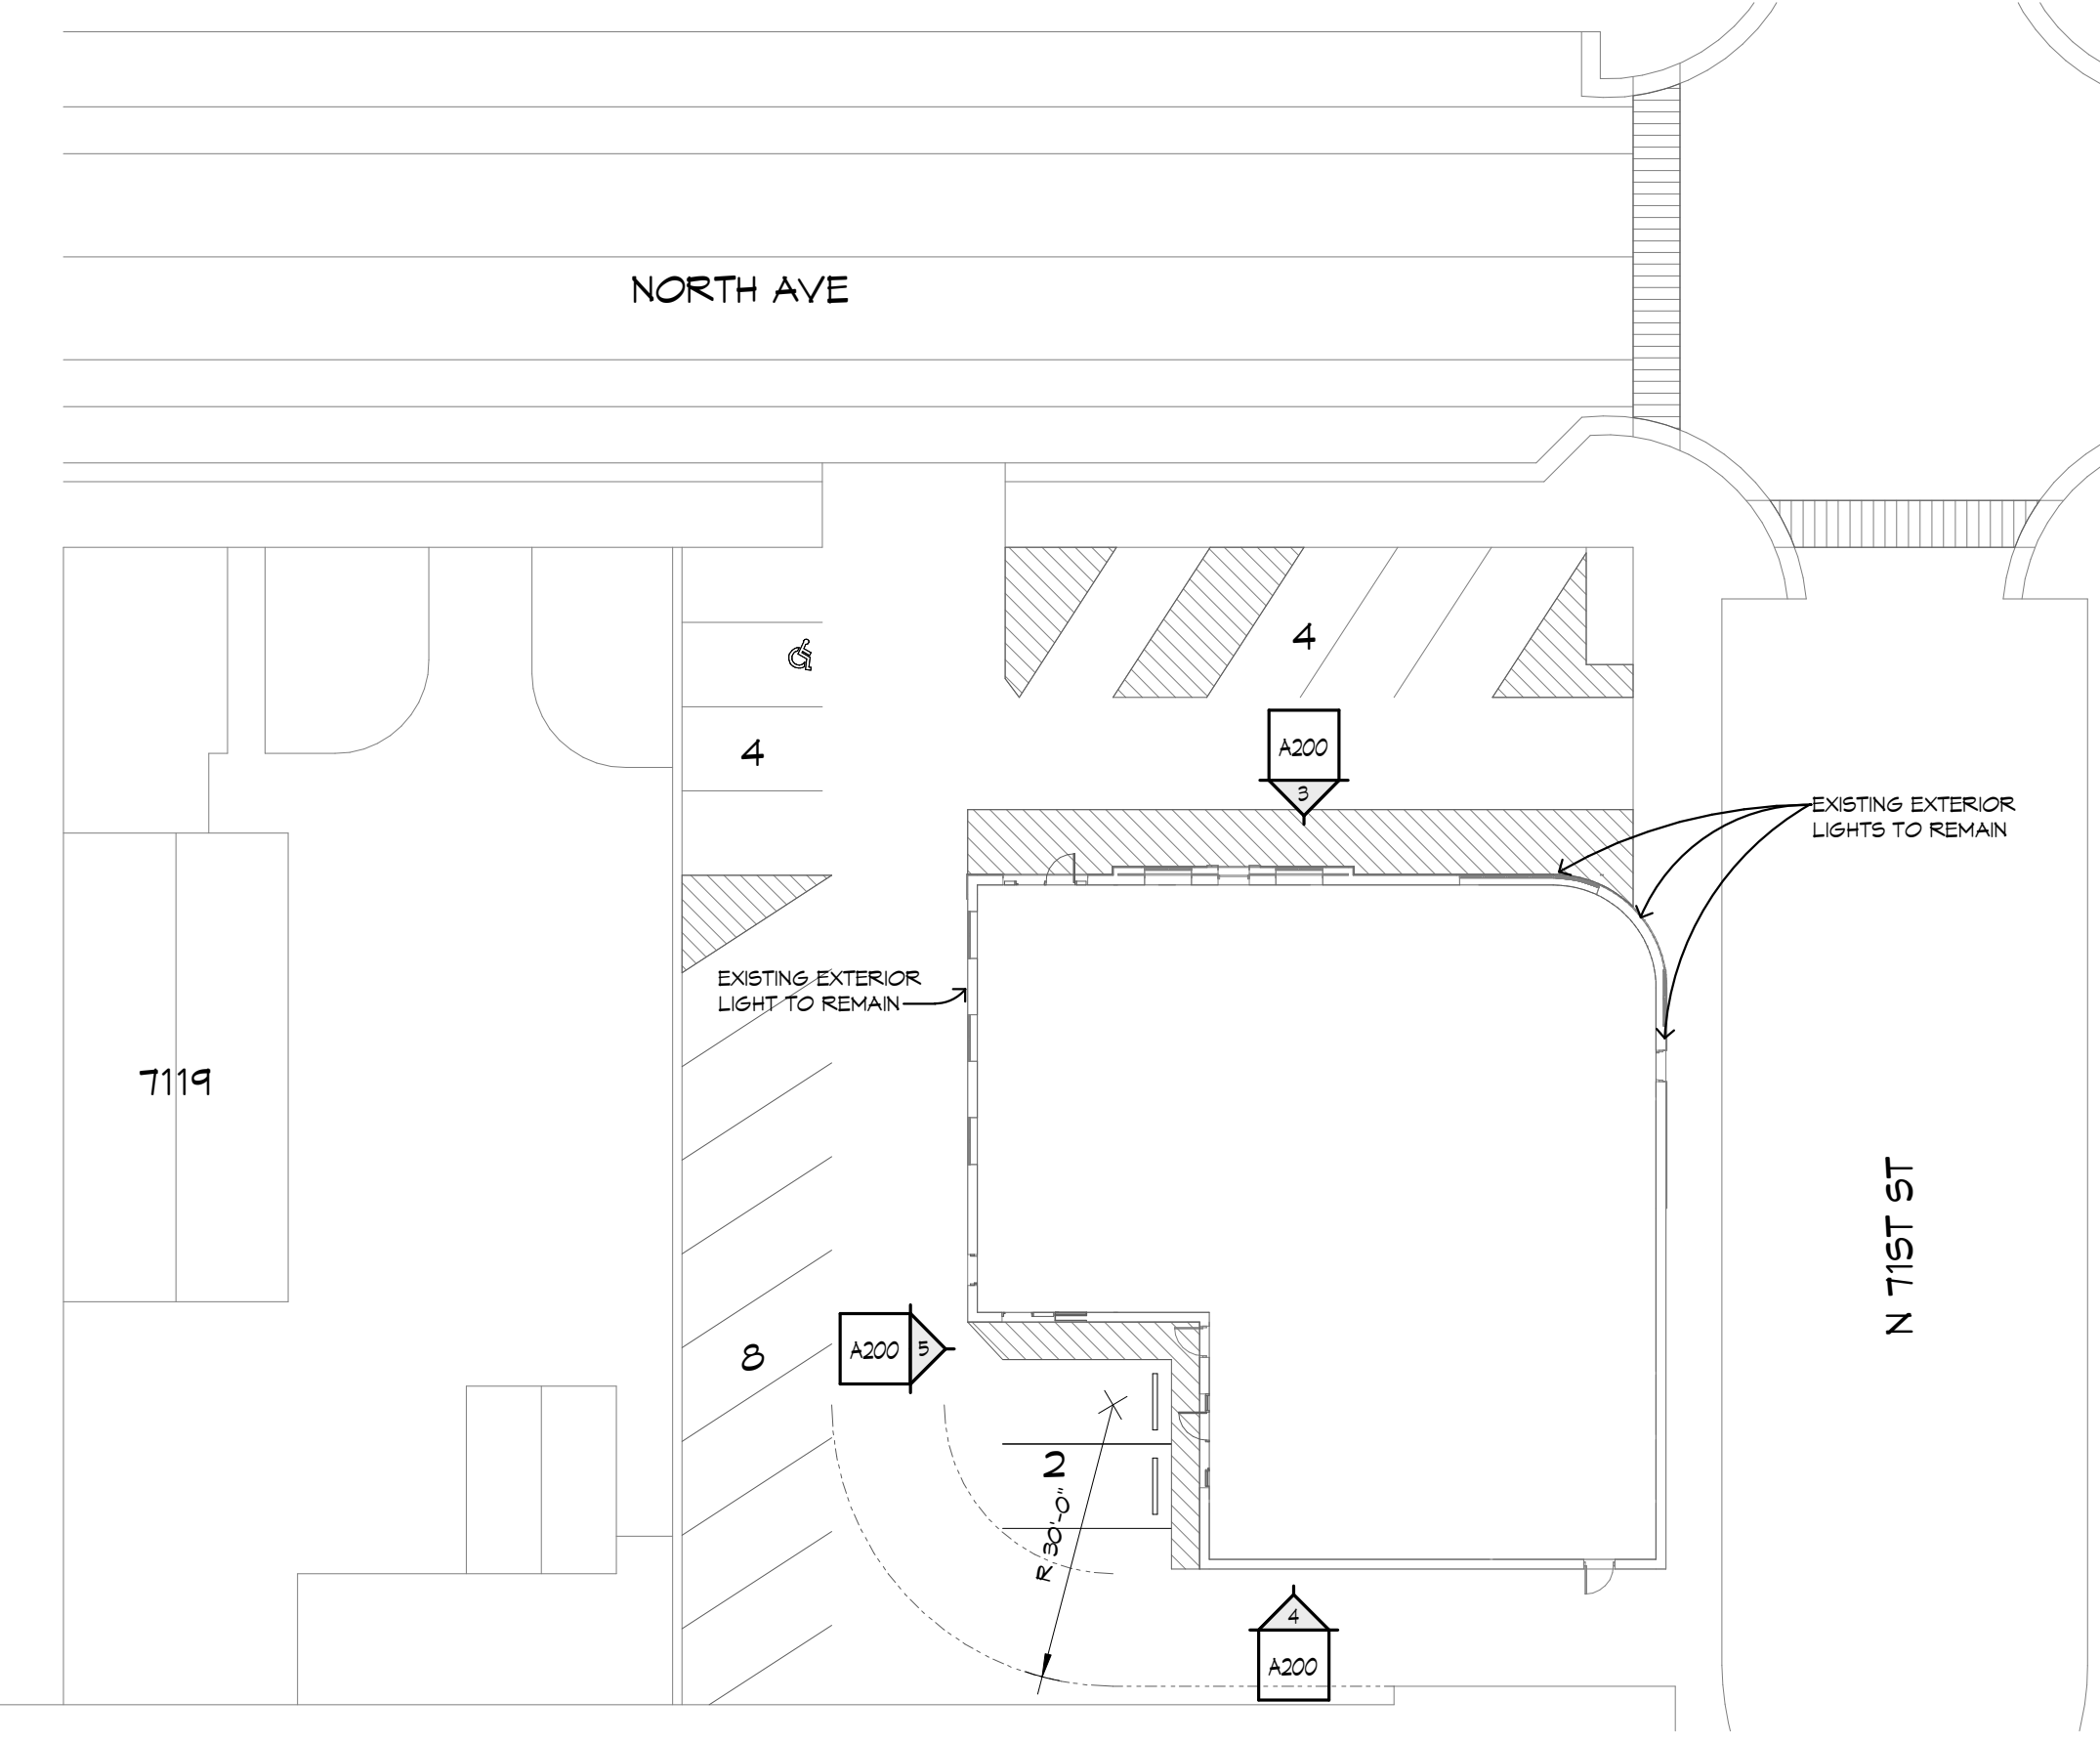 NORTH AVE
4
4
A200
3
EXISTING EXTERIOR
LIGHTS TO REMAIN
EXISTING EXTERIOR
LIGHT TO REMAIN
7119
N 71ST ST
8
A200
5
2
R 30'-0"
4
A200